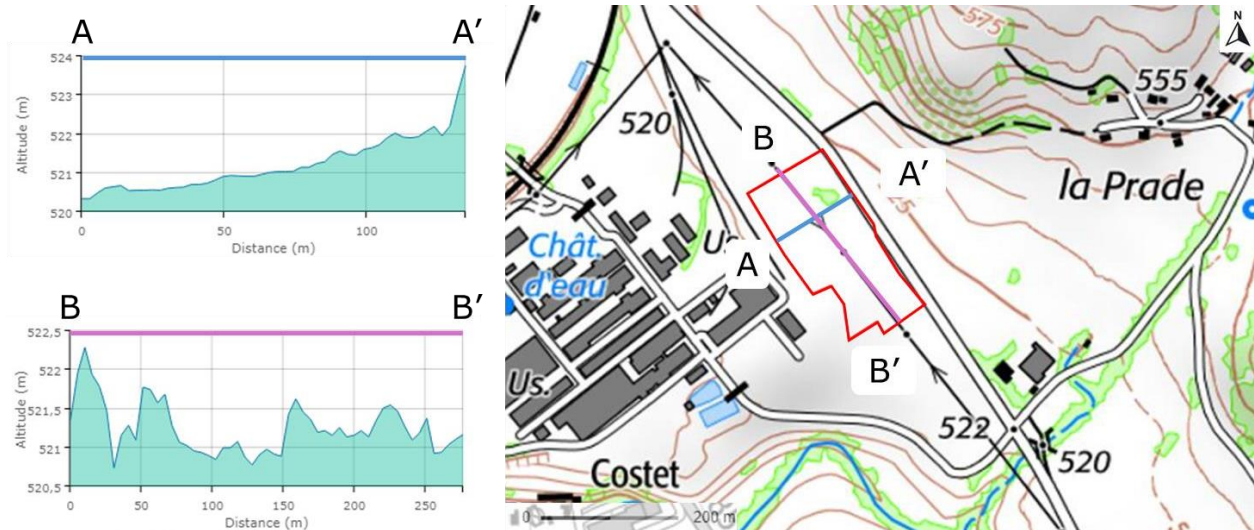 A A’
524
523
522
521
520
Altitude (m)
0 50 100
Distance (m)
B B’
522,5
522
521,5
521
520,5
Altitude (m)
0 50 100 150 200 250
Distance (m)
N
575
555
520
B
A’
la Prade
Chât.
d'eau
A
B’
Us.
522
520
Costet
0 200 m